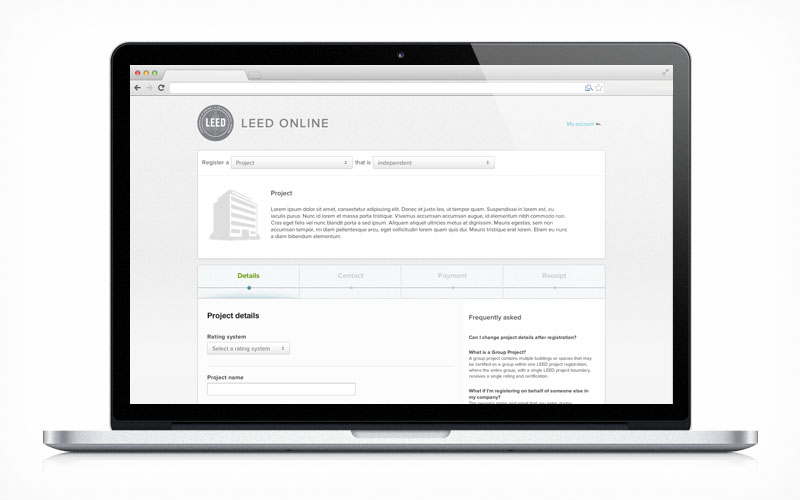 LEED
LEED ONLINE
My account
Register a Project that is independent
Project
Lorem ipsum dolor sit amet, consectetur adipiscing elit. Donec et justo leo, ut tempor quam. Suspendisse in lorem est, eu
iaculis purus. Nunc id lorem et massa porta tristique. Vivamus accumsan accumsan urna, id elementum nibh commodo non.
Cras eget felis vel nunc blandit porta a sed ipsum. Aliquam aliquet ultricies metus at dignissim. Mauris lorem sem, mollis non
accumsan tempor, mi diam pellentesque arcu, eget sollicitudin lorem quam quis dui. Mauris tristique erat lorem. Etiam eu nunc
a diam bibendum elementum.
Details
Contact
Payment
Receipt
Project details
Rating system
Select a rating system
Project name
Frequently asked
Can I change project details after registration?
What is a Group Project?
A group project contains multiple buildings or spaces that may
be certified as a group within one LEED project registration,
where the entire group, with a single LEED project boundary,
receives a single rating and certification.
What if I'm registering on behalf of someone else in
my company?